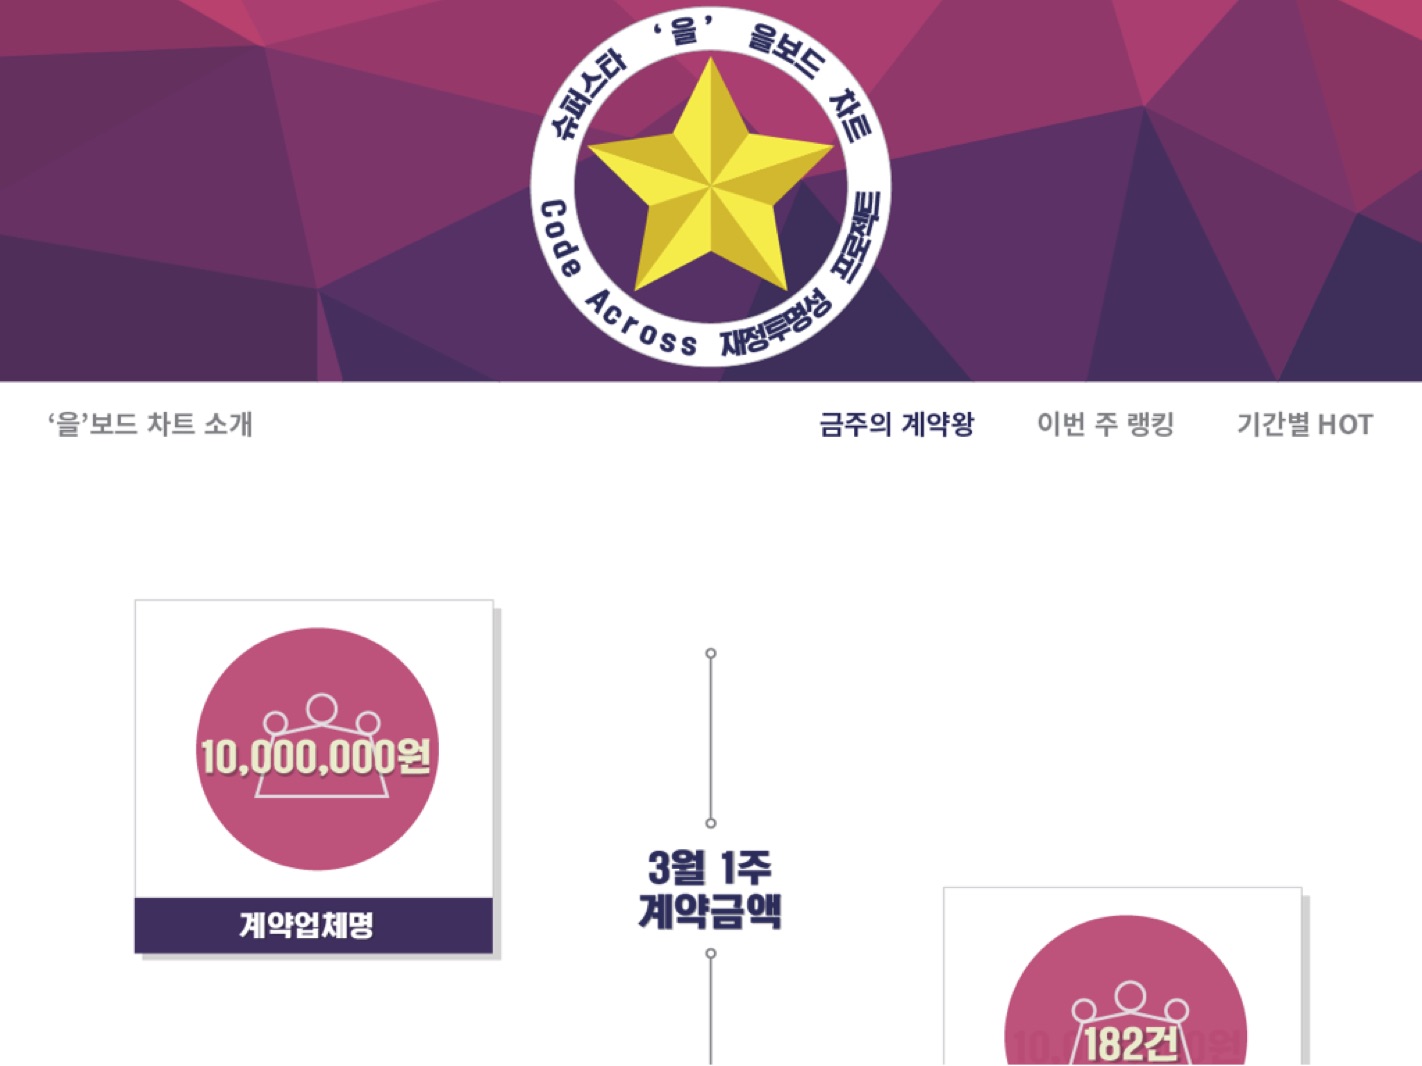 슈퍼스타 ‘을’ 을보드 차트
Code Across 재정투명성 프로젝트
‘을’보드 차트 소개
금주의 계약왕
이번 주 랭킹
기간별 HOT
10,000,000원
계약업체명
3월 1주
계약금액
182건